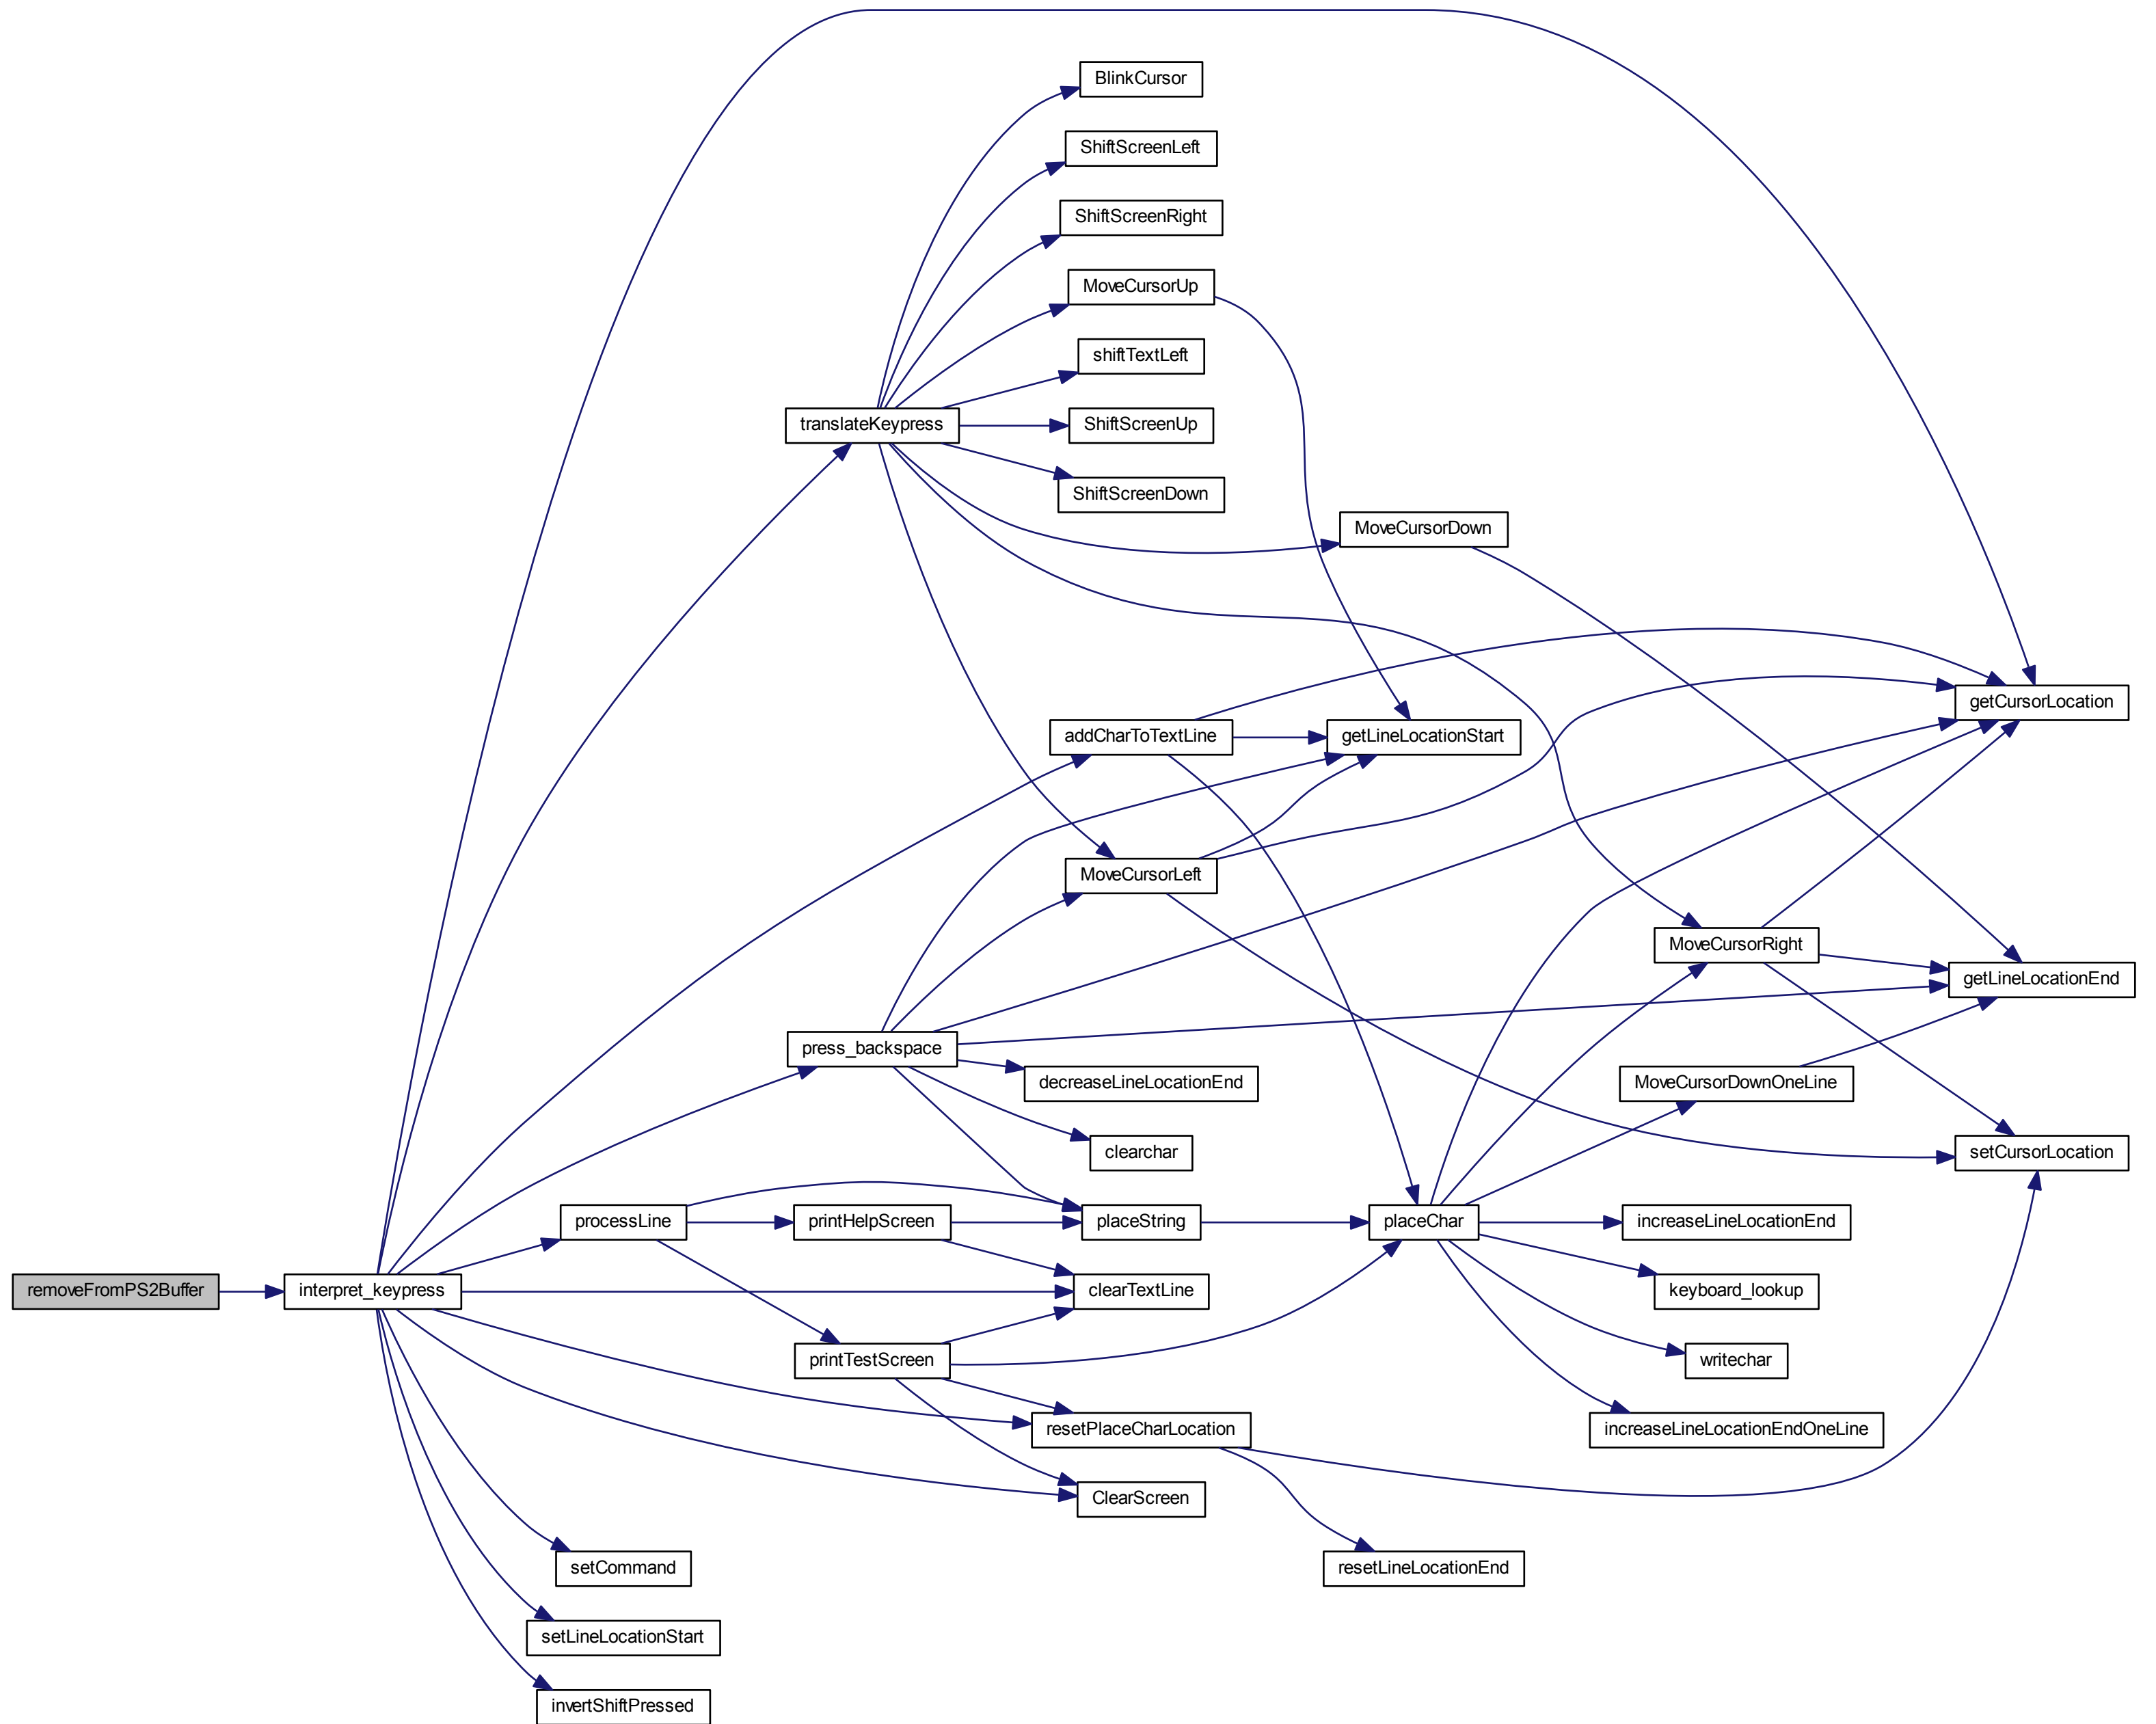 BlinkCursor
ShiftScreenLeft
ShiftScreenRight
MoveCursorUp
shiftTextLeft
translateKeypress
ShiftScreenUp
ShiftScreenDown
MoveCursorDown
getCursorLocation
addCharToTextLine
getLineLocationStart
MoveCursorLeft
MoveCursorRight
getLineLocationEnd
press_backspace
decreaseLineLocationEnd
MoveCursorDownOneLine
clearchar
setCursorLocation
processLine
printHelpScreen
placeString
placeChar
increaseLineLocationEnd
removeFromPS2Buffer
interpret_keypress
clearTextLine
keyboard_lookup
printTestScreen
writechar
resetPlaceCharLocation
increaseLineLocationEndOneLine
ClearScreen
setCommand
resetLineLocationEnd
setLineLocationStart
invertShiftPressed